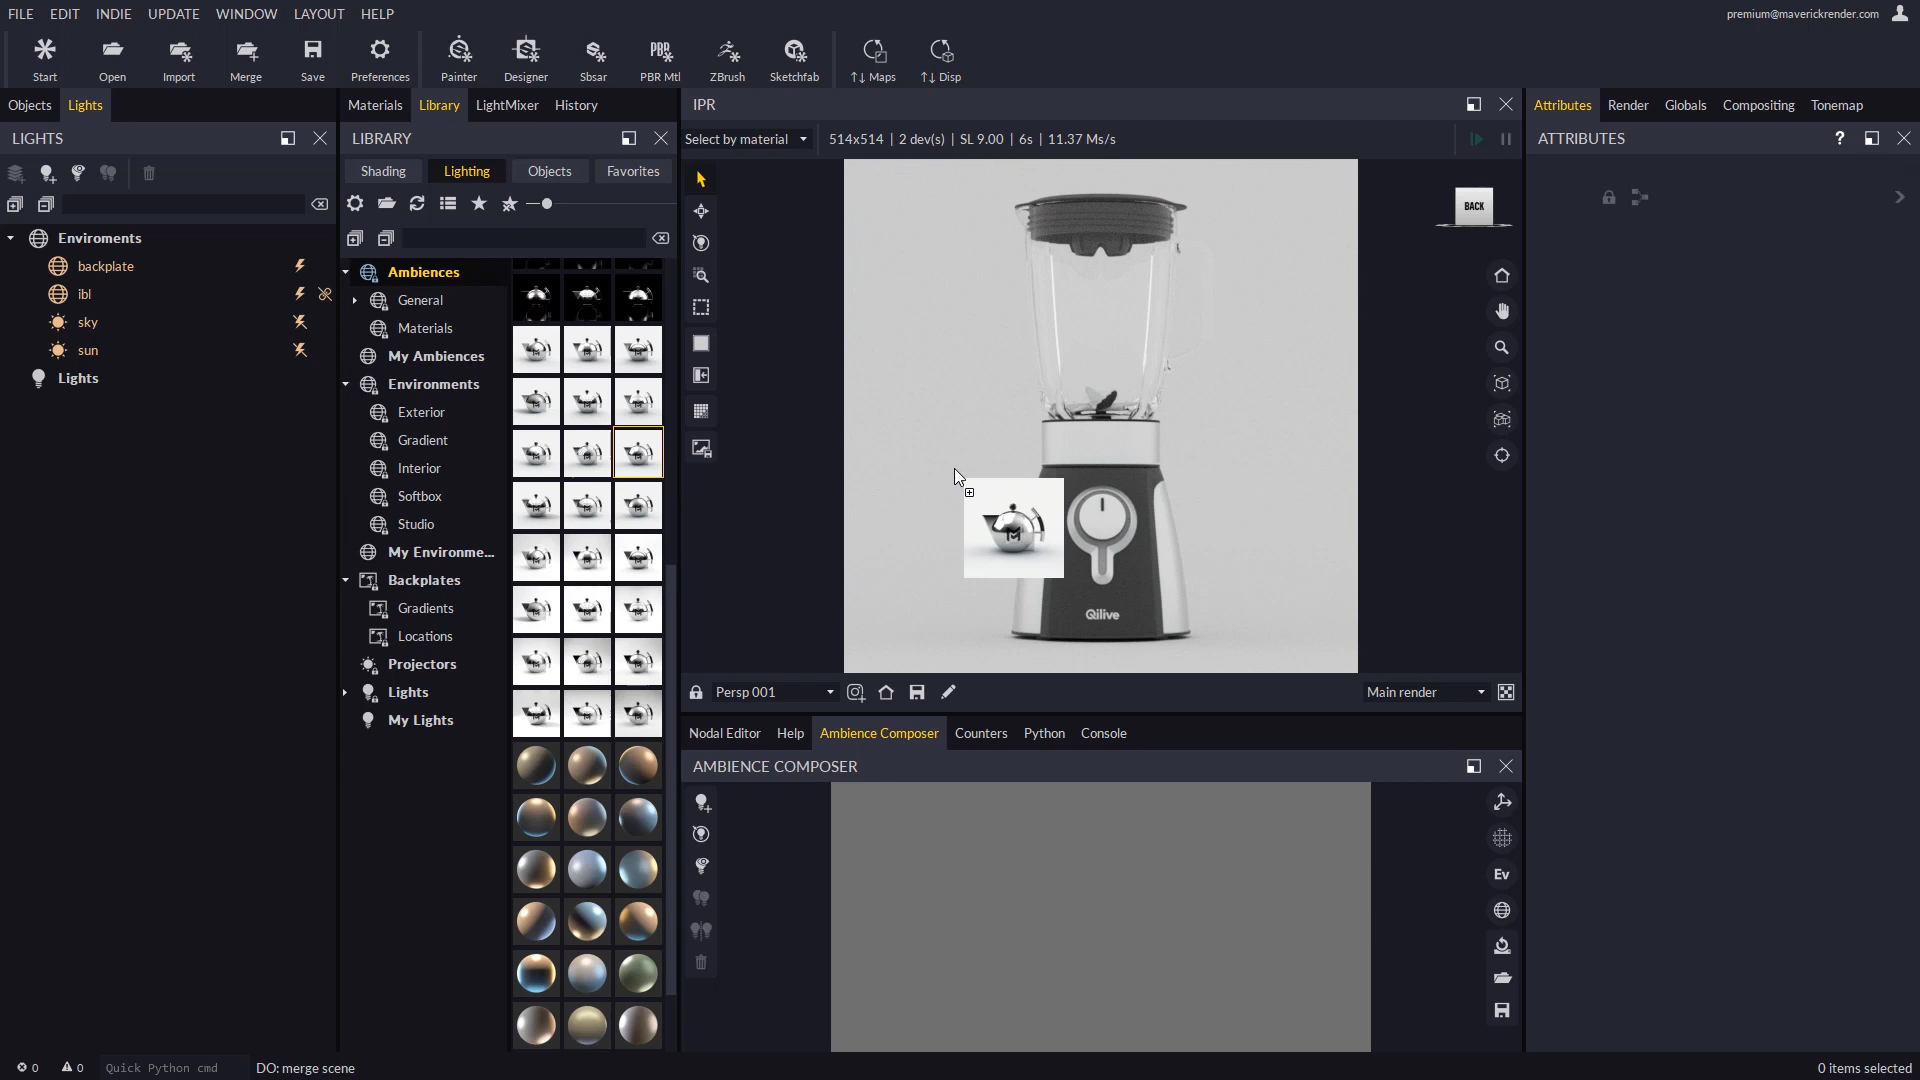 FILE EDIT INDIE UPDATE WINDOW LAYOUT HELP
premium@maverickrender.com
Start Open Import Merge Save Preferences Painter Designer Sbsar PBR Mtl ZBrush Sketchfab ↑↓ Maps ↑↓ Disp
PBR
Objects Lights
LIGHTS
Enviroments
backplate
ibl
sky
sun
Lights
Materials Library LightMixer History
LIBRARY
Shading Lighting Objects Favorites
Ambiences
General
Materials
My Ambiences
Environments
Exterior
Gradient
Interior
Softbox
Studio
My Environme...
Backplates
Gradients
Locations
Projectors
Lights
My Lights
IPR
Select by material 514x514 | 2 dev(s) | SL 9.00 | 6s | 11.37 Ms/s
BACK
Qilive
Persp 001 Main render
Nodal Editor Help Ambience Composer Counters Python Console
AMBIENCE COMPOSER
Ev
Attributes Render Globals Compositing Tonemap
ATTRIBUTES ?
0 0 Quick Python cmd DO: merge scene 0 items selected